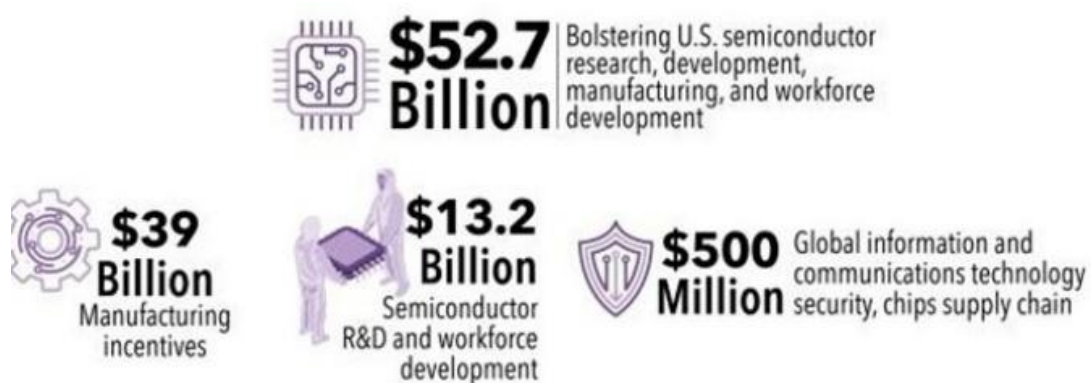 $52.7
Billion
Bolstering U.S. semiconductor
research, development,
manufacturing, and workforce
development
$39
Billion
Manufacturing
incentives
$13.2
Billion
Semiconductor
R&D and workforce
development
$500
Million
Global information and
communications technology
security, chips supply chain